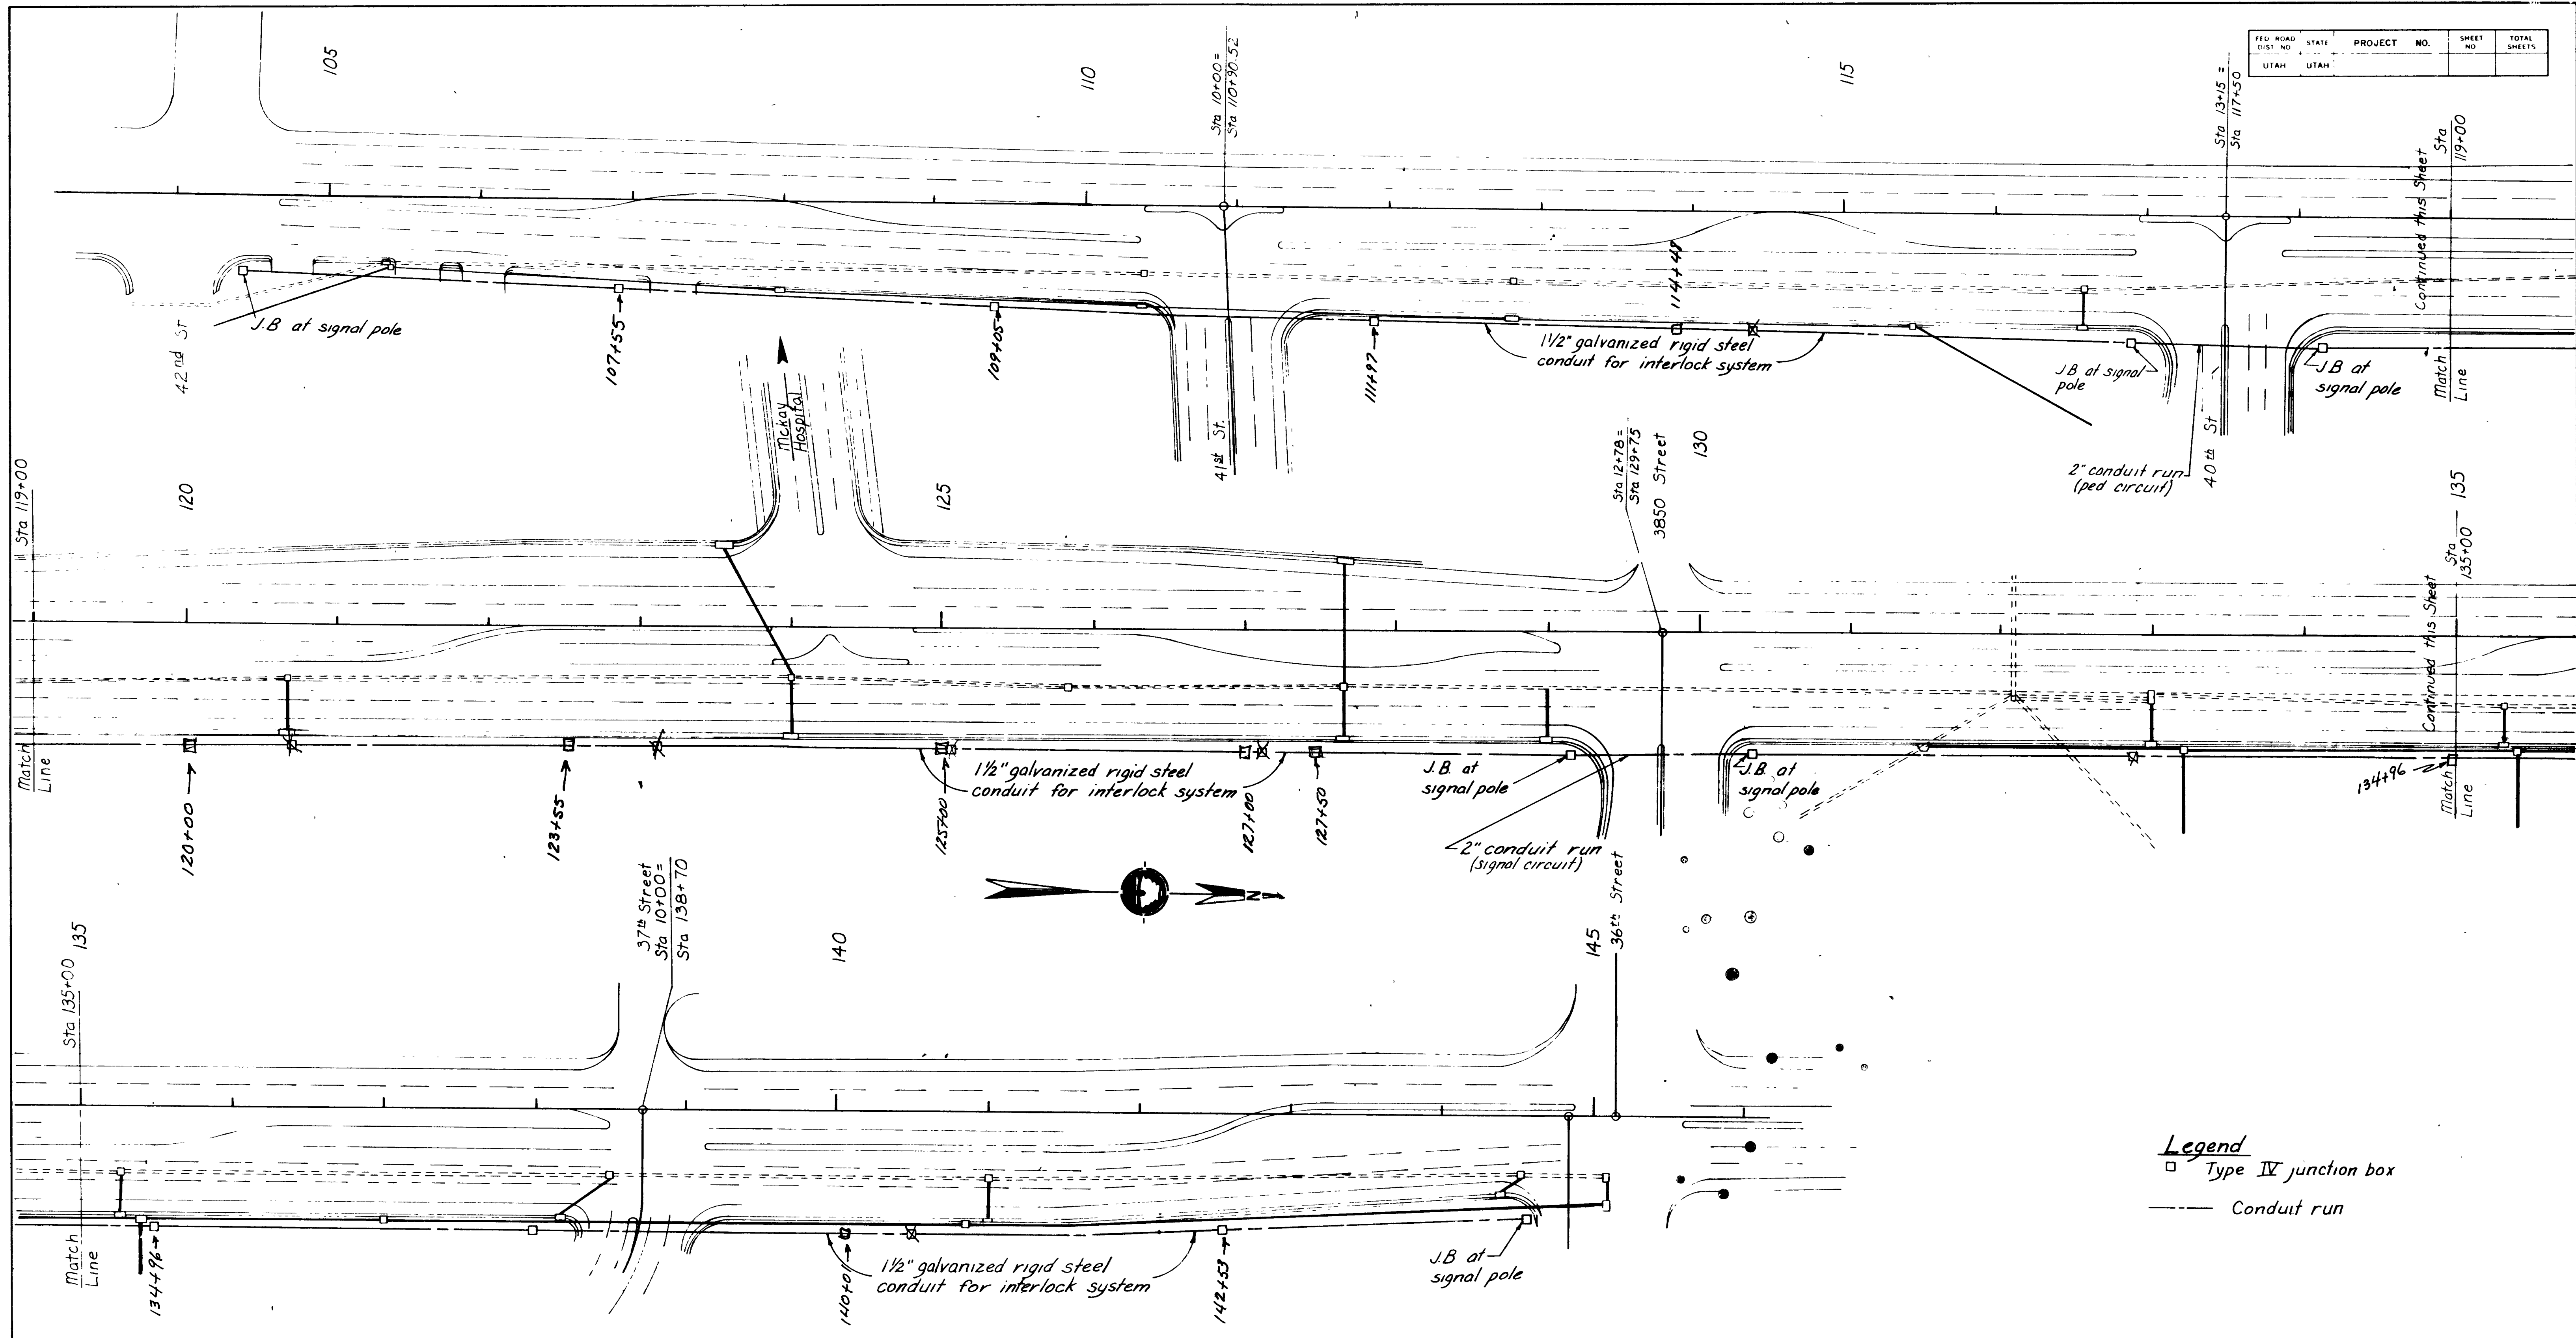 FED ROAD DIST NO
STATE
PROJECT NO.
SHEET NO
TOTAL SHEETS
UTAH
UTAH
105
110
Sta 10+00 =
Sta 110+90.52
115
Sta 13+15 =
Sta 117+50
Continued this Sheet
Sta
119+00
42nd St
J.B at signal pole
107+55
109+05
41st St.
111+97
114+48
1 1/2" galvanized rigid steel
conduit for interlock system
J.B at signal
pole
2" conduit run
(ped circuit)
40th St
J.B at
signal pole
Match
Line
Sta 119+00
120
McKay
Hospital
125
Sta 12+78 =
Sta 129+75
3850 Street
130
135
Sta
135+00
Continued this Sheet
Match
Line
120+00
123+55
125+00
1 1/2" galvanized rigid steel
conduit for interlock system
127+00
127+50
J.B. at
signal pole
2" conduit run
(signal circuit)
J.B. at
signal pole
134+96
Match
Line
N
Sta 135+00
135
37th Street
Sta 10+00=
Sta 138+70
140
145
36th Street
Match
Line
134+96
140+01
1 1/2" galvanized rigid steel
conduit for interlock system
142+53
J.B at
signal pole
Legend
Type IV junction box
Conduit run